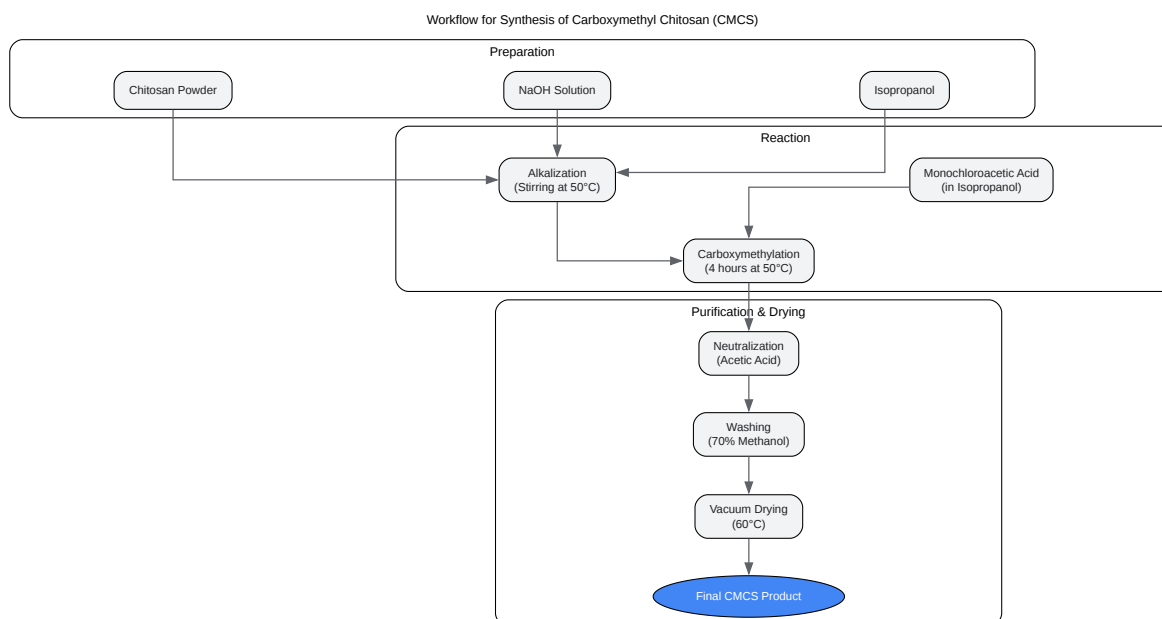 Workflow for Synthesis of Carboxymethyl Chitosan (CMCS)
Preparation
Chitosan Powder
NaOH Solution
Isopropanol
Reaction
Alkalization
(Stirring at 50°C)
Monochloroacetic Acid
(in Isopropanol)
Carboxymethylation
(4 hours at 50°C)
Purification & Drying
Neutralization
(Acetic Acid)
Washing
(70% Methanol)
Vacuum Drying
(60°C)
Final CMCS Product